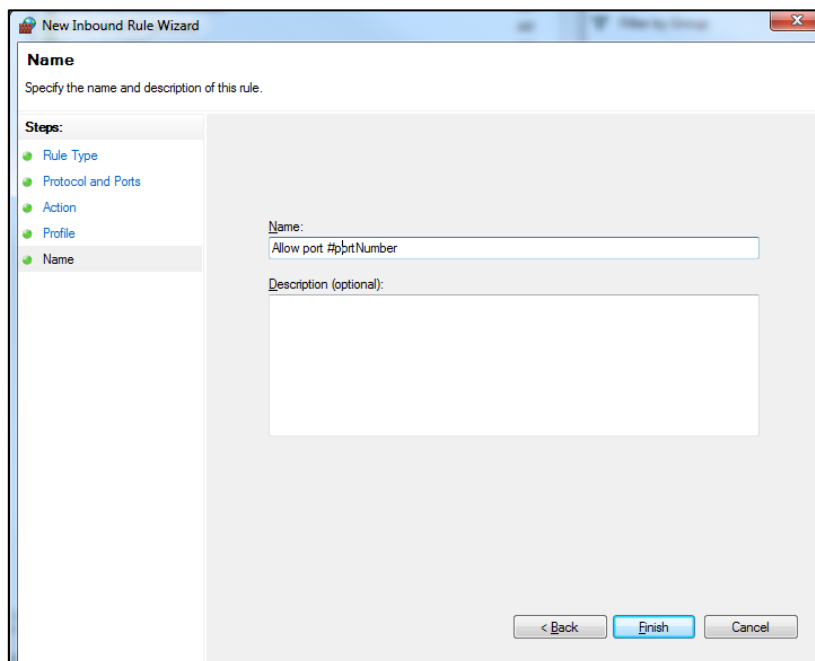 New Inbound Rule Wizard
Name
Specify the name and description of this rule.
Steps:
Rule Type
Protocol and Ports
Action
Profile
Name
Name:
Allow port #portNumber
Description (optional):
< Back
Finish
Cancel